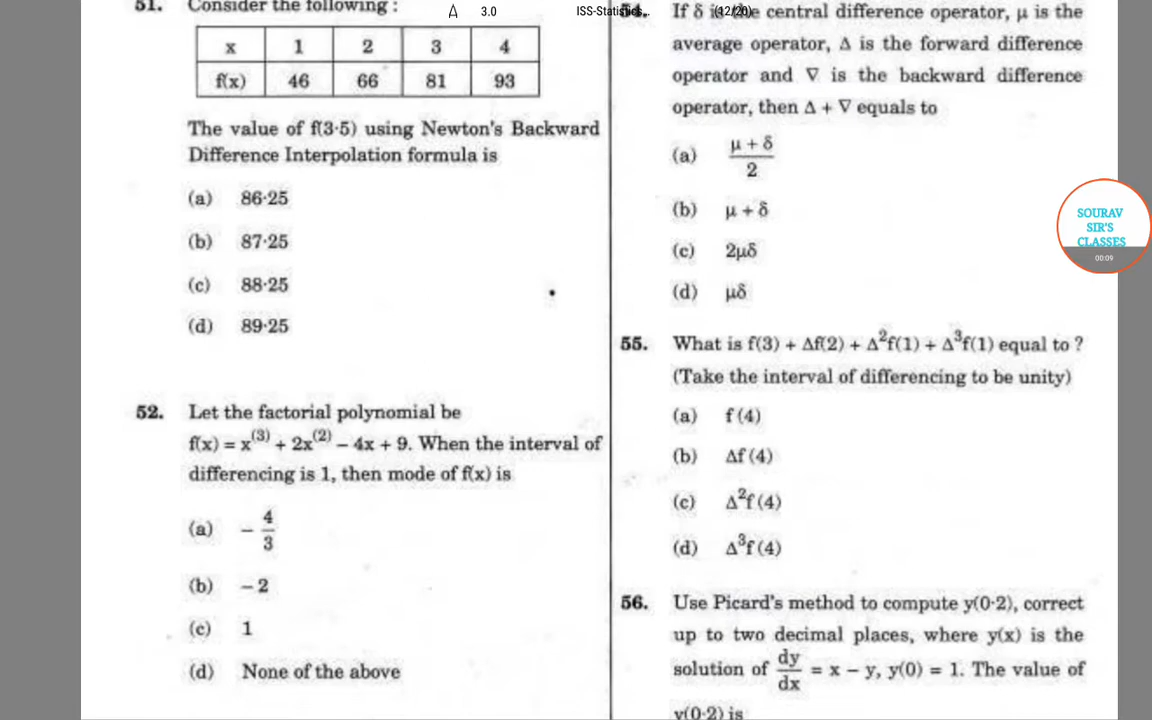 51. Consider the following :
x 1 2 3 4
f(x) 46 66 81 93
The value of f(3·5) using Newton's Backward
Difference Interpolation formula is
(a) 86·25
(b) 87·25
(c) 88·25
(d) 89·25
52. Let the factorial polynomial be
f(x) = x⁽³⁾ + 2x⁽²⁾ – 4x + 9. When the interval of
differencing is 1, then mode of f(x) is
(a) – 4/3
(b) – 2
(c) 1
(d) None of the above
3.0 ISS-Statistics.. (12/20)
If δ is the central difference operator, μ is the
average operator, Δ is the forward difference
operator and ∇ is the backward difference
operator, then Δ + ∇ equals to
(a) μ + δ / 2
(b) μ + δ
(c) 2μδ
(d) μδ
55. What is f(3) + Δf(2) + Δ²f(1) + Δ³f(1) equal to ?
(Take the interval of differencing to be unity)
(a) f (4)
(b) Δf (4)
(c) Δ²f (4)
(d) Δ³f (4)
56. Use Picard's method to compute y(0·2), correct
up to two decimal places, where y(x) is the
solution of dy/dx = x – y, y(0) = 1. The value of
y(0·2) is
SOURAV
SIR'S
CLASSES
00:09